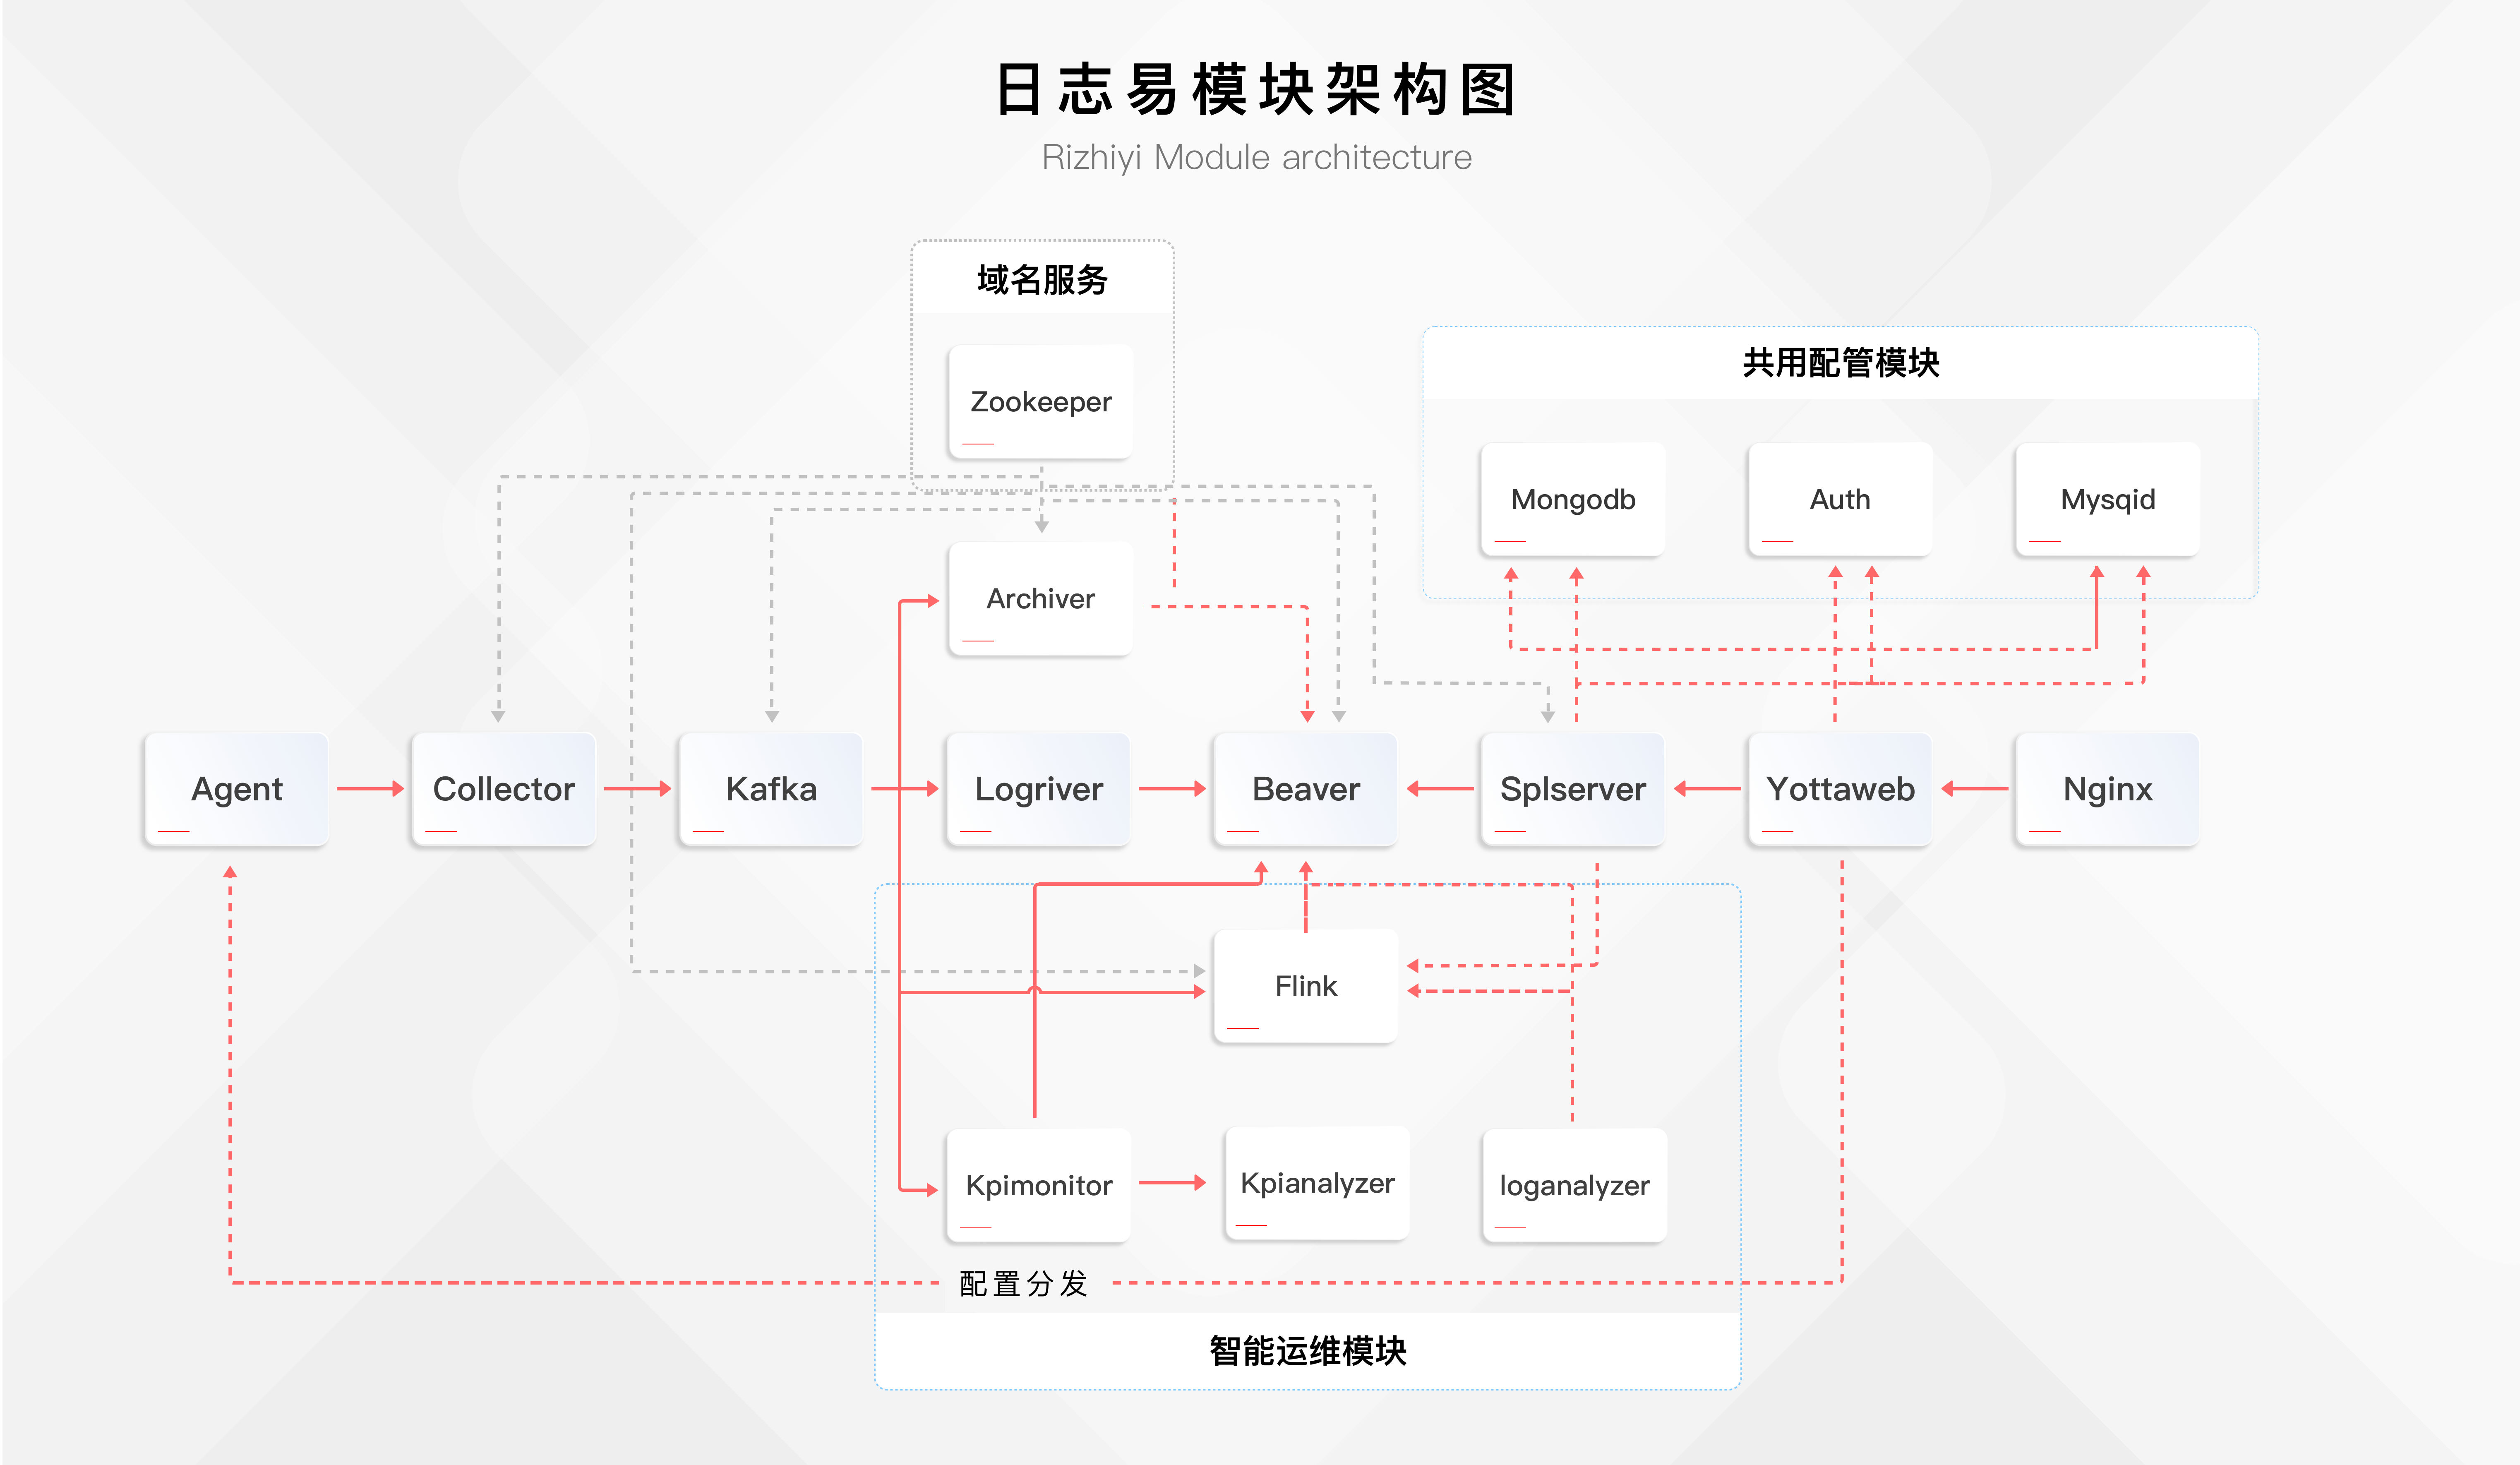 日志易模块架构图
Rizhiyi Module architecture
域名服务
Zookeeper
共用配管模块
Mongodb
Auth
Mysqid
Archiver
Agent
Collector
Kafka
Logriver
Beaver
Splserver
Yottaweb
Nginx
Flink
Kpimonitor
Kpianalyzer
loganalyzer
配置分发
智能运维模块